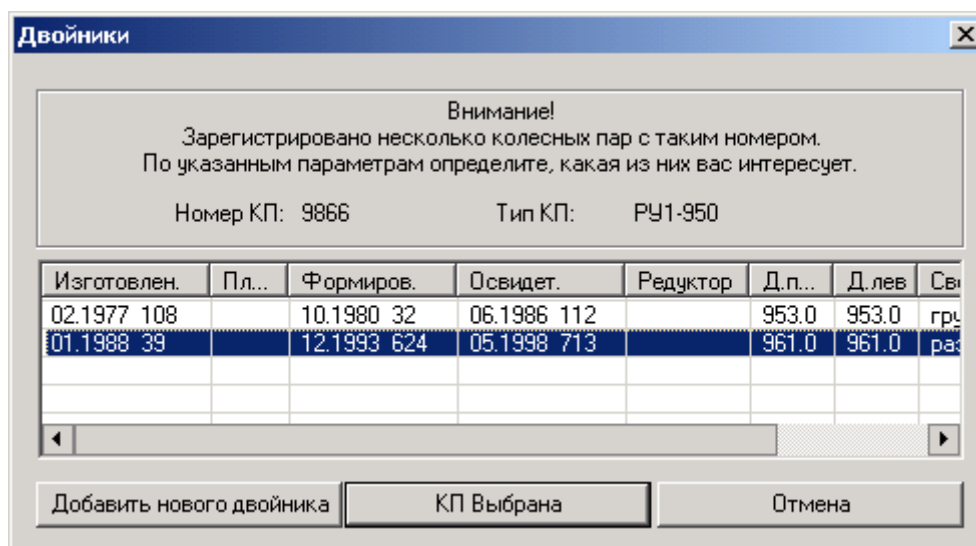 Двойники
Внимание!
Зарегистрировано несколько колесных пар с таким номером.
По указанным параметрам определите, какая из них вас интересует.
Номер КП: 9866 Тип КП: РУ1-950
Изготовлен. Пл... Формиров. Освидет. Редуктор Д.п... Д.лев
02.1977 108 10.1980 32 06.1986 112 953.0 953.0
01.1988 39 12.1993 624 05.1998 713 961.0 961.0
Добавить нового двойника КП Выбрана Отмена